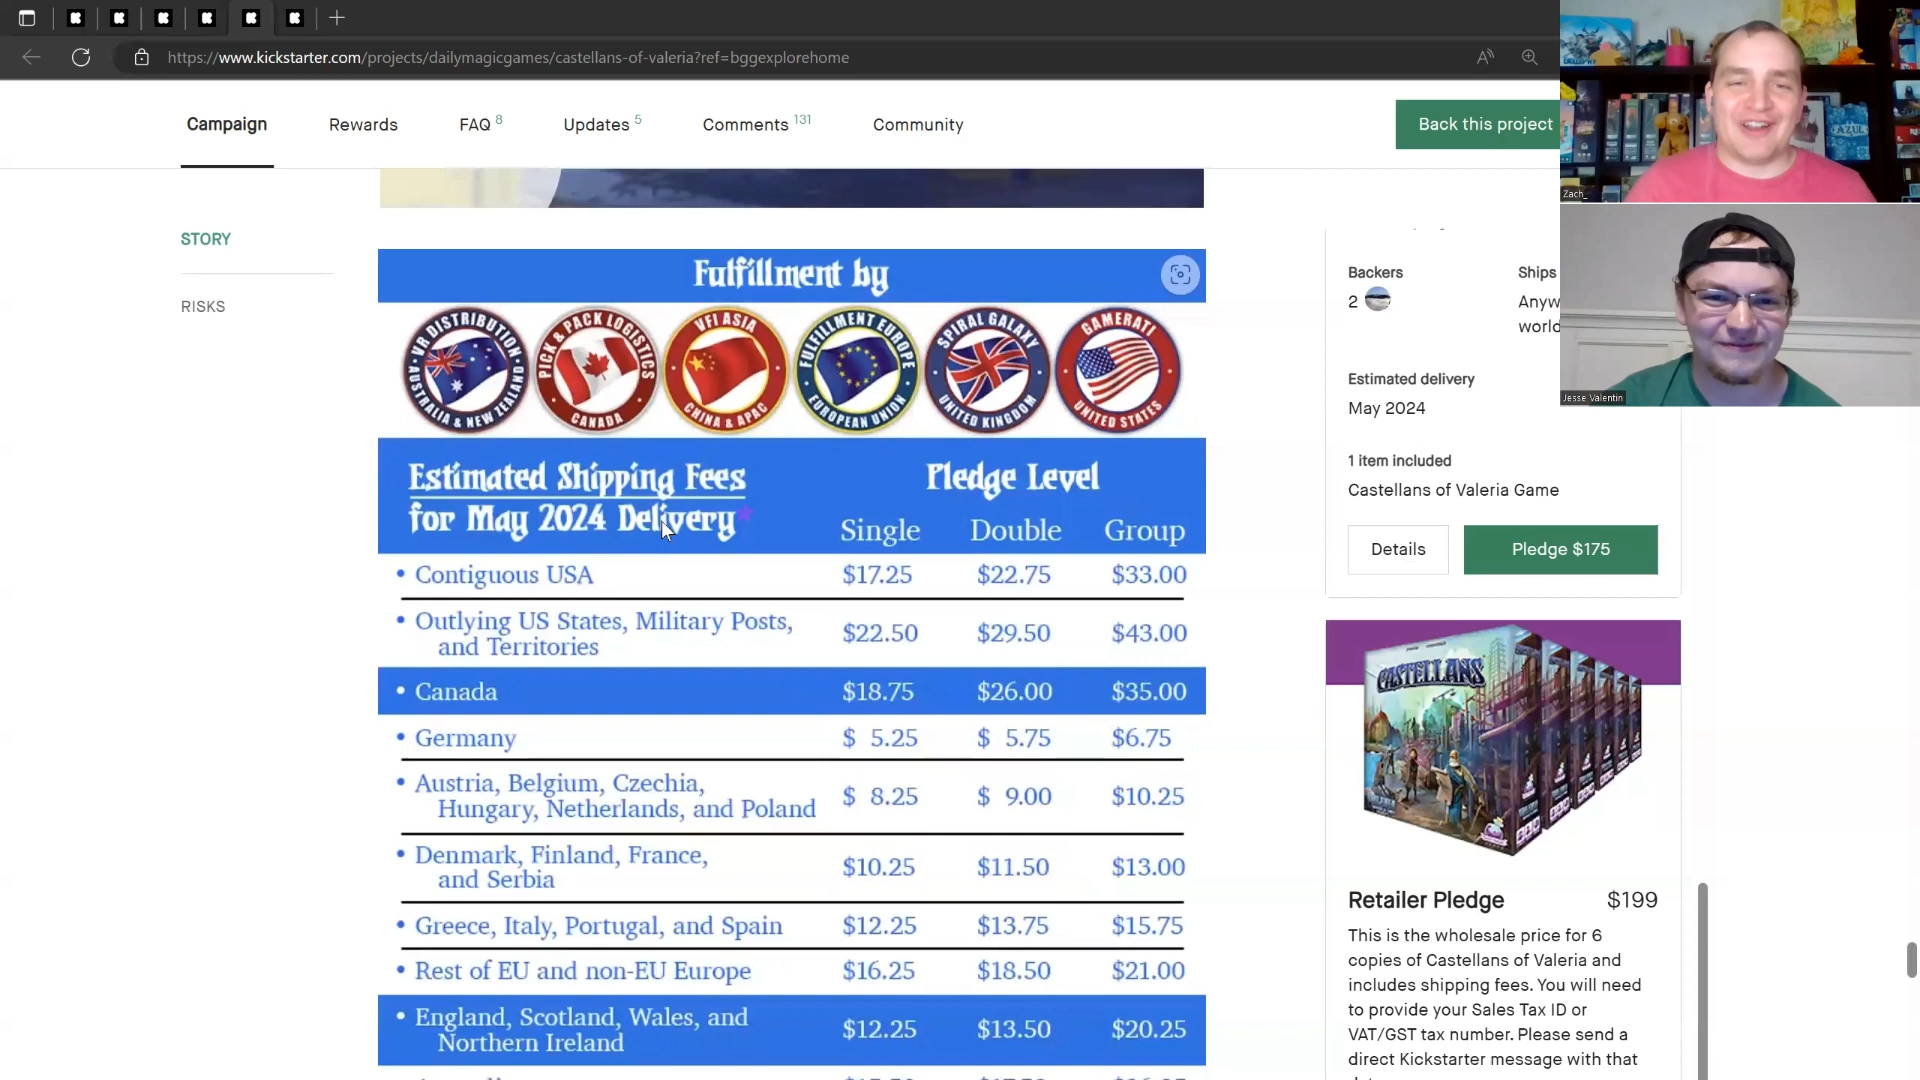 https://www.kickstarter.com/projects/dailymagicgames/castellans-of-valeria?ref=bggexplorehome
Campaign
Rewards
FAQ 8
Updates 5
Comments 131
Community
Back this project
Zach_
Jesse Valentin
STORY
RISKS
Fulfillment by
VR DISTRIBUTION
AUSTRALIA & NEW ZEALAND
PICK & PACK LOGISTICS
CANADA
VFI ASIA
CHINA & APAC
FULFILLMENT EUROPE
EUROPEAN UNION
SPIRAL GALAXY
UNITED KINGDOM
GAMERATI
UNITED STATES
Estimated Shipping Fees
for May 2024 Delivery*
Pledge Level
Single Double Group
• Contiguous USA $17.25 $22.75 $33.00
• Outlying US States, Military Posts,
and Territories $22.50 $29.50 $43.00
• Canada $18.75 $26.00 $35.00
• Germany $ 5.25 $ 5.75 $6.75
• Austria, Belgium, Czechia,
Hungary, Netherlands, and Poland $ 8.25 $ 9.00 $10.25
• Denmark, Finland, France,
and Serbia $10.25 $11.50 $13.00
• Greece, Italy, Portugal, and Spain $12.25 $13.75 $15.75
• Rest of EU and non-EU Europe $16.25 $18.50 $21.00
• England, Scotland, Wales, and
Northern Ireland $12.25 $13.50 $20.25
Backers
2
Ships
Anyw
world
Estimated delivery
May 2024
1 item included
Castellans of Valeria Game
Details
Pledge $175
CASTELLANS
Retailer Pledge $199
This is the wholesale price for 6
copies of Castellans of Valeria and
includes shipping fees. You will need
to provide your Sales Tax ID or
VAT/GST tax number. Please send a
direct Kickstarter message with that
AZUL